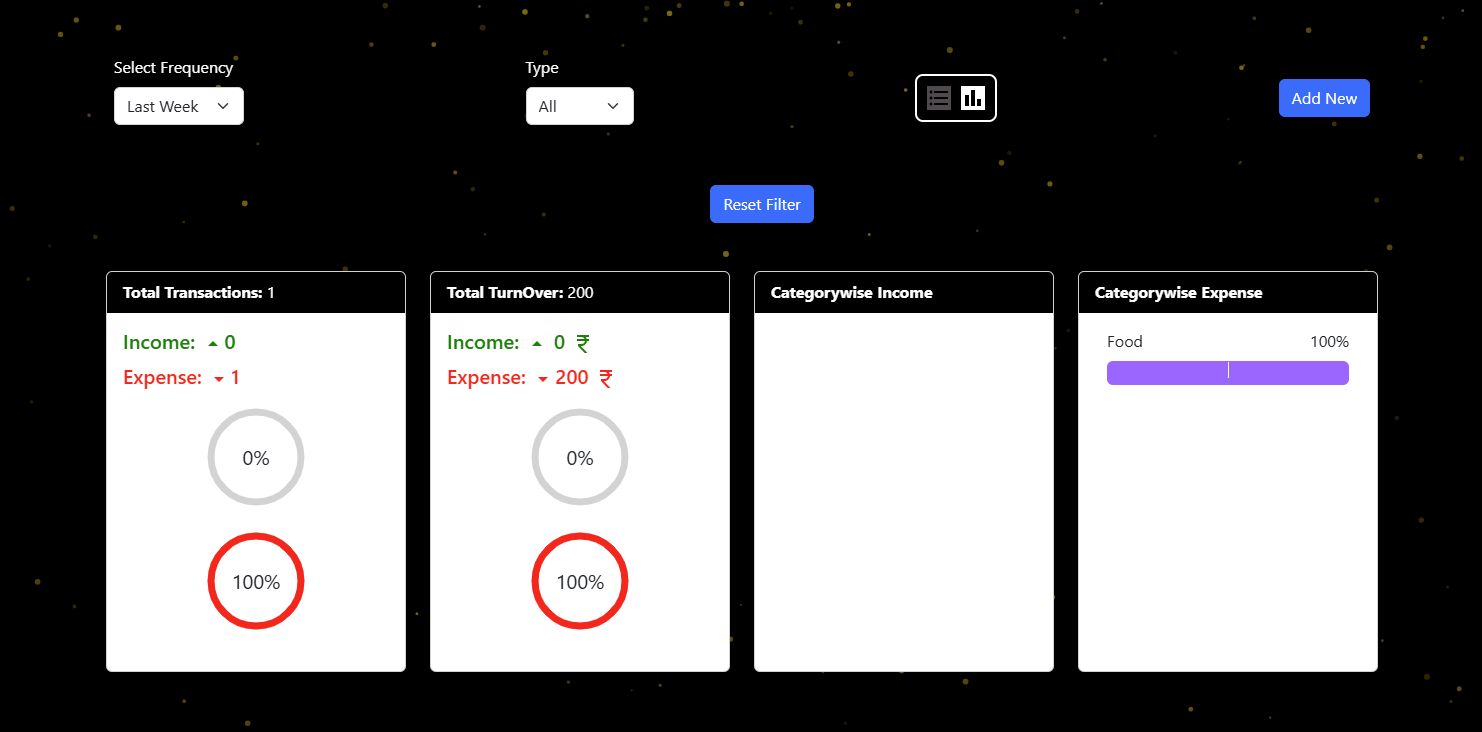 Select Frequency
Type
Last Week
All
Add New
Reset Filter
Total Transactions: 1
Income: 0
Expense: 1
0%
100%
Total TurnOver: 200
Income: 0 ₹
Expense: 200 ₹
0%
100%
Categorywise Income
Categorywise Expense
Food 100%